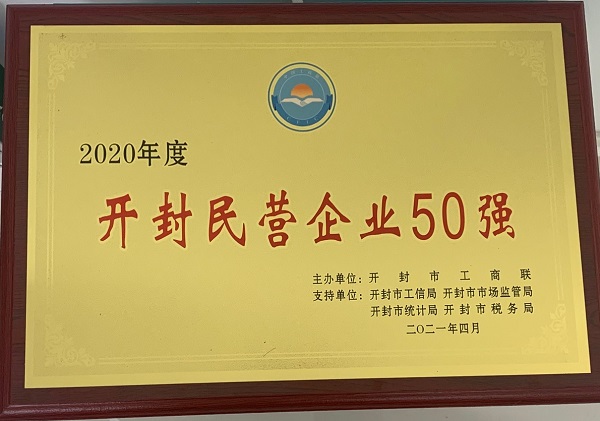 2020年度
开封民营企业50强
主办单位：开封市工商联
支持单位：开封市工信局 开封市市场监管局
开封市统计局 开封市税务局
二〇二一年四月